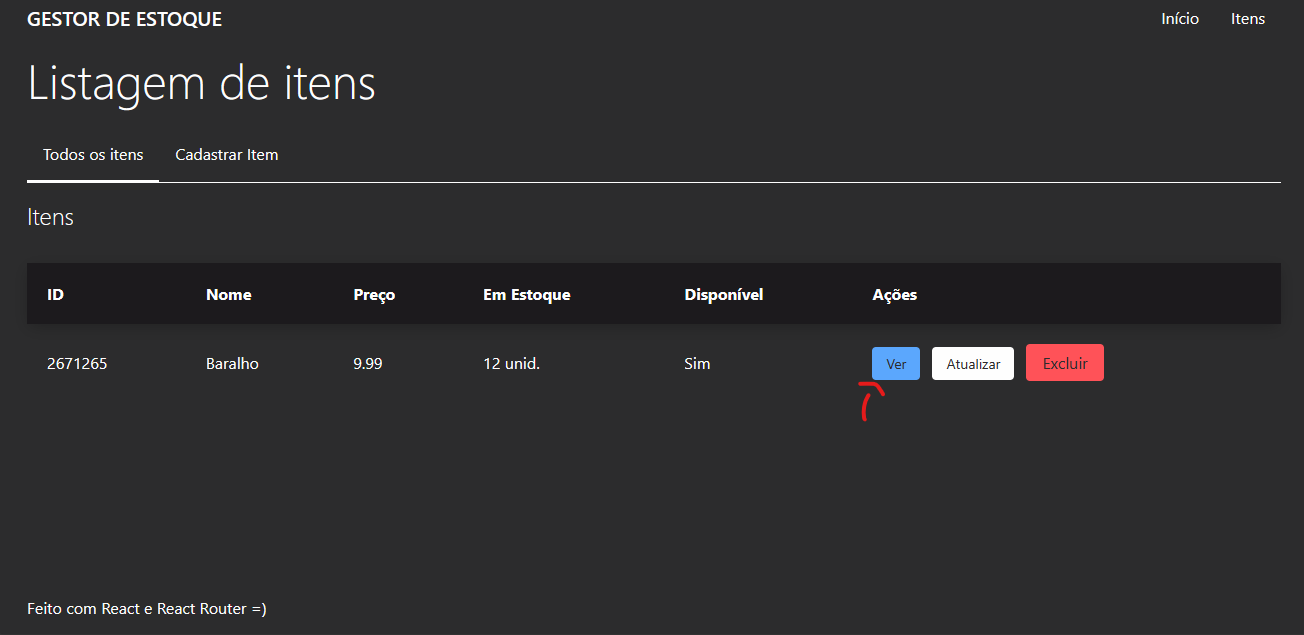 GESTOR DE ESTOQUE
Início Itens
Listagem de itens
Todos os itens Cadastrar Item
Itens
ID Nome Preço Em Estoque Disponível Ações
2671265 Baralho 9.99 12 unid. Sim Ver Atualizar Excluir
Feito com React e React Router =)